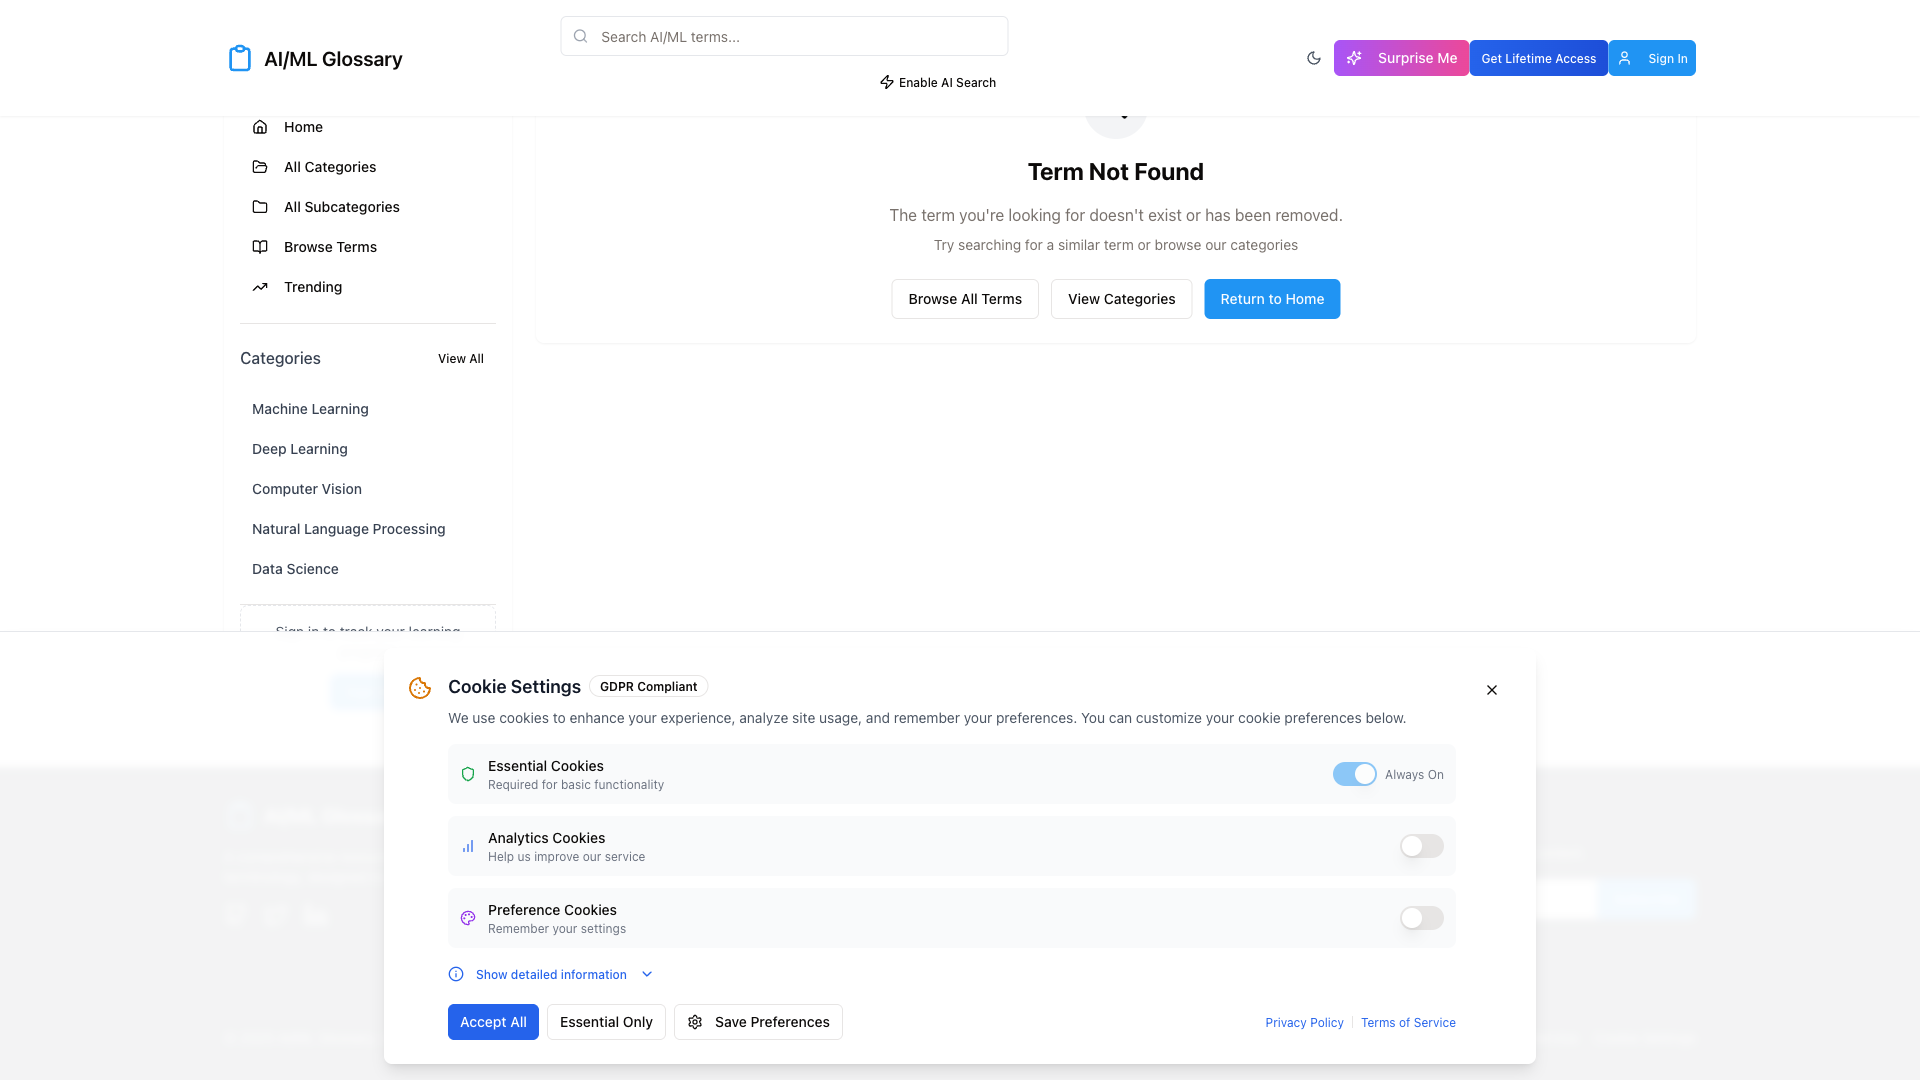 AI/ML Glossary
Search AI/ML terms...
Enable AI Search
Surprise Me
Get Lifetime Access
Sign In
Home
All Categories
All Subcategories
Browse Terms
Trending
Categories
View All
Machine Learning
Deep Learning
Computer Vision
Natural Language Processing
Data Science
Sign in to track your learning
Term Not Found
The term you're looking for doesn't exist or has been removed.
Try searching for a similar term or browse our categories
Browse All Terms
View Categories
Return to Home
Cookie Settings
GDPR Compliant
We use cookies to enhance your experience, analyze site usage, and remember your preferences. You can customize your cookie preferences below.
Essential Cookies
Required for basic functionality
Always On
Analytics Cookies
Help us improve our service
Preference Cookies
Remember your settings
Show detailed information
Accept All
Essential Only
Save Preferences
Privacy Policy
Terms of Service